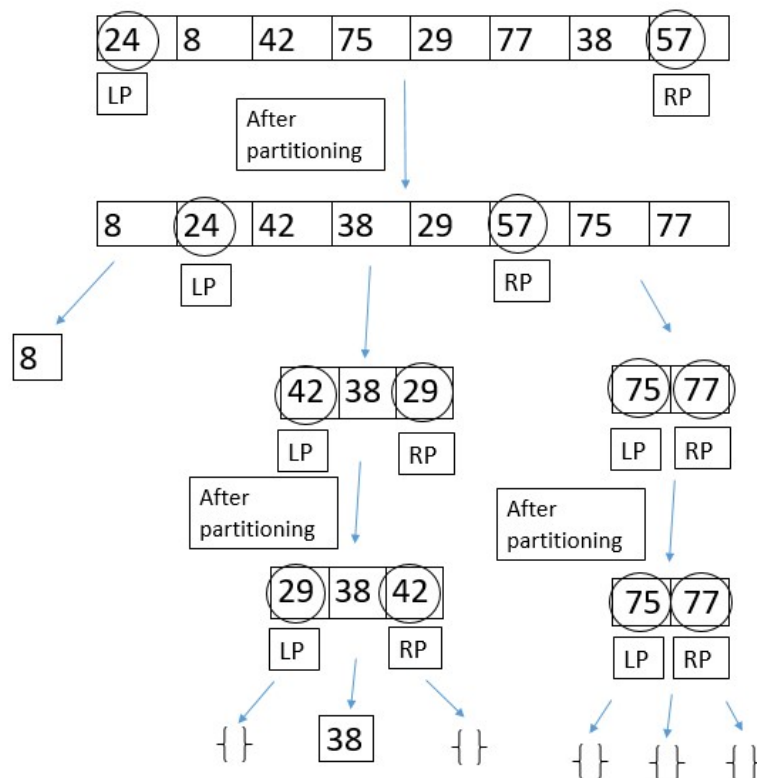 24 8 42 75 29 77 38 57
LP RP
After
partitioning
8 24 42 38 29 57 75 77
LP RP
8
42 38 29
75 77
LP RP
LP RP
After
partitioning
After
partitioning
29 38 42
75 77
LP RP
LP RP
{ } 38 { }
{ } { } { }